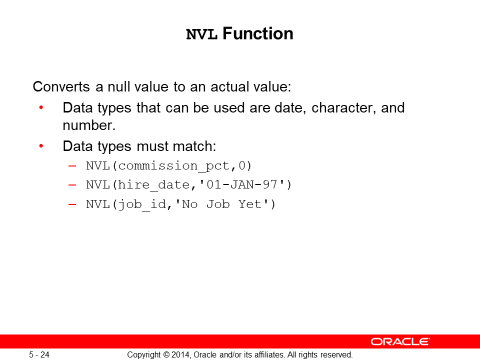 NVL Function
Converts a null value to an actual value:
• Data types that can be used are date, character, and
number.
• Data types must match:
– NVL(commission_pct,0)
– NVL(hire_date,'01-JAN-97')
– NVL(job_id,'No Job Yet')
ORACLE
5 - 24 Copyright © 2014, Oracle and/or its affiliates. All rights reserved.